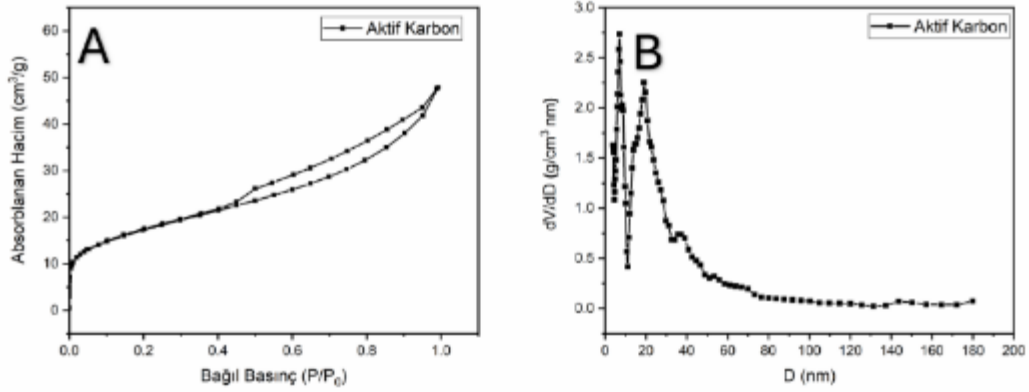 A
Aktif Karbon
Absorblanan Hacim (cm³/g)
60
50
40
30
20
10
0
0.0 0.2 0.4 0.6 0.8 1.0
Bağıl Basınç (P/P₀)
B
Aktif Karbon
dV/dD (g/cm³ nm)
3.0
2.5
2.0
1.5
1.0
0.5
0.0
0 20 40 60 80 100 120 140 160 180 200
D (nm)